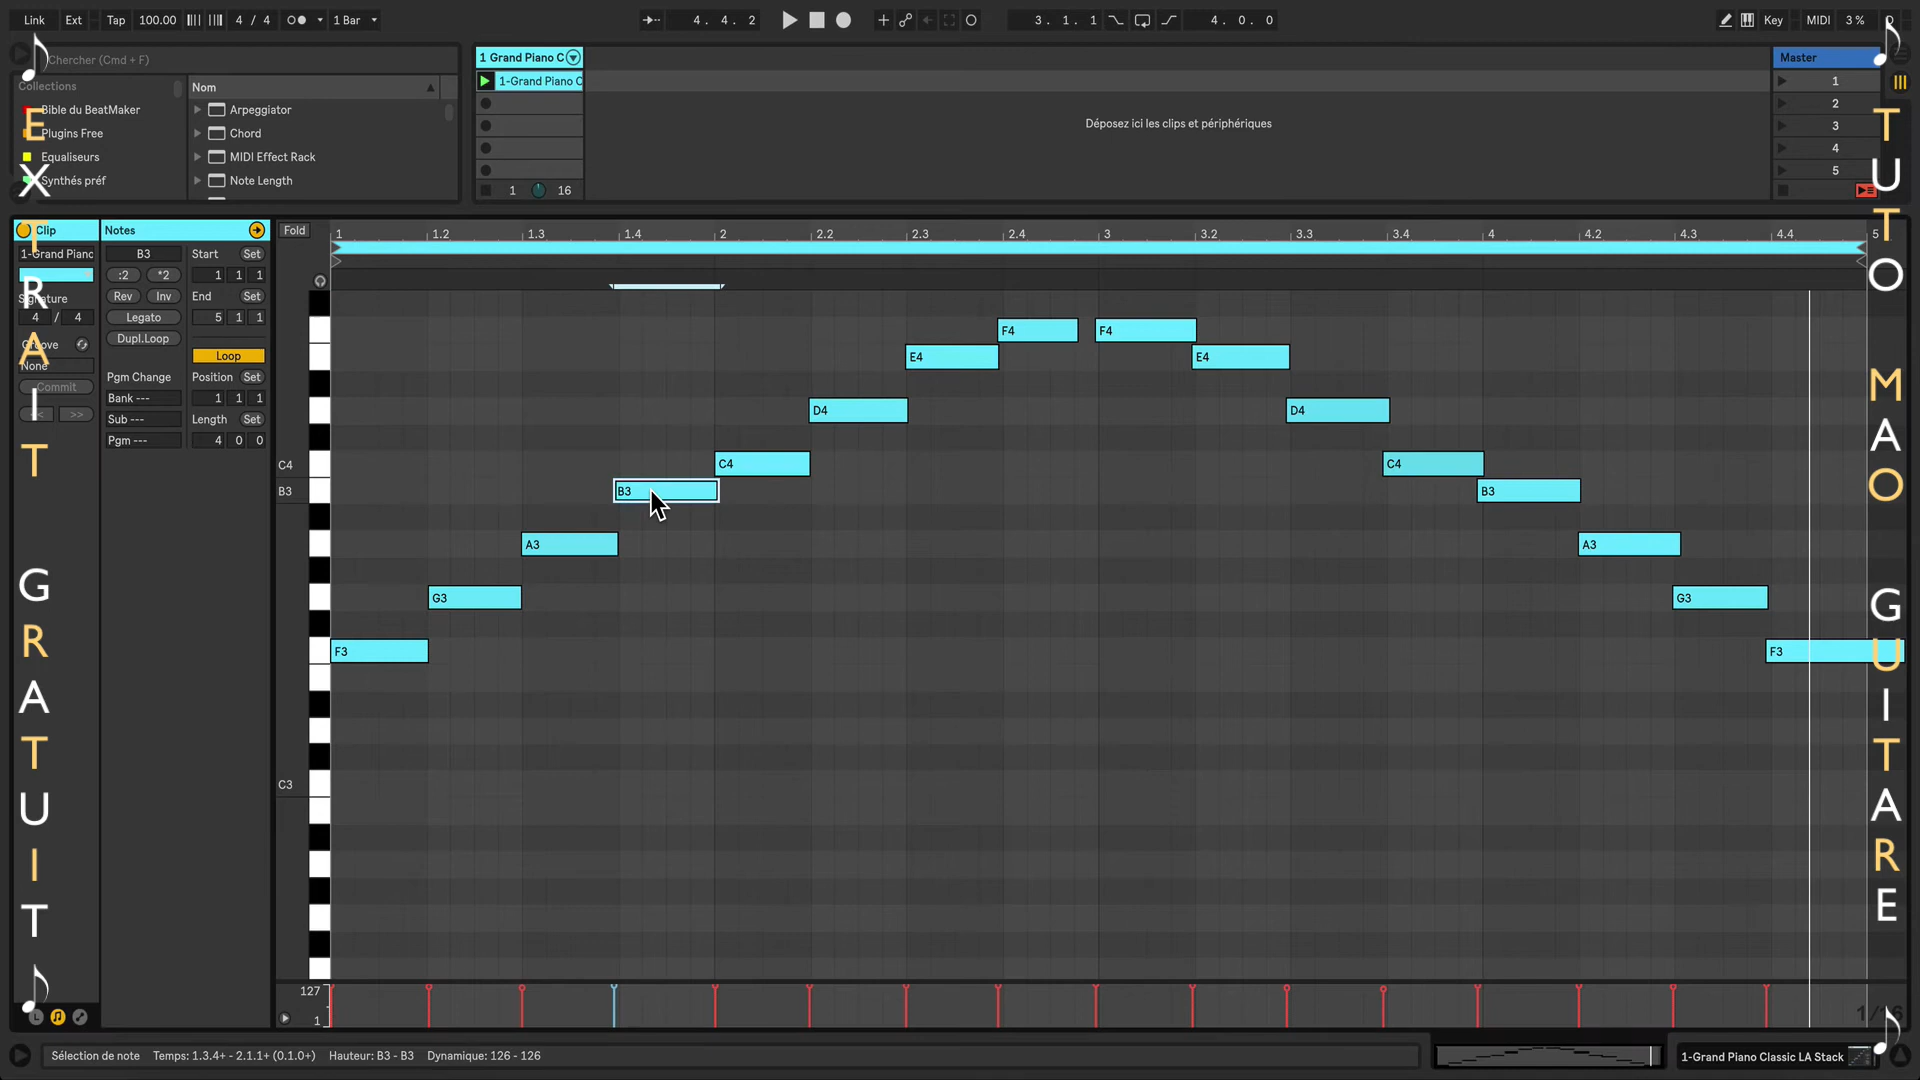 Link Ext Tap 100.00 4 / 4 1 Bar 4. 4. 2 3. 1. 1 4. 0. 0 Key MIDI 3 %
Chercher (Cmd + F)
Collections Nom
Bible du BeatMaker Arpeggiator
Plugins Free Chord
Equaliseurs MIDI Effect Rack
Synthés préf Note Length
1 Grand Piano C
1-Grand Piano C
1 16
Déposez ici les clips et périphériques
Master
1
2
3
4
5
EXTRAIT GRATUIT
TUTO MAO GUITARE
Clip
1-Grand Pianc
Signature
4 / 4
Groove
None
Commit
<< >>
Notes
B3
:2 *2
Rev Inv
Legato
Dupl.Loop
Pgm Change
Bank ---
Sub ---
Pgm ---
Start Set
1 1 1
End Set
5 1 1
Loop
Position Set
1 1 1
Length Set
4 0 0
Fold 1 1.2 1.3 1.4 2 2.2 2.3 2.4 3 3.2 3.3 3.4 4 4.2 4.3 4.4 5
F4 F4
E4 E4
D4 D4
C4 C4 C4
B3 B3 B3
A3 A3
G3 G3
F3 F3
C3
127
1
1/16
Sélection de note Temps: 1.3.4+ - 2.1.1+ (0.1.0+) Hauteur: B3 - B3 Dynamique: 126 - 126
1-Grand Piano Classic LA Stack